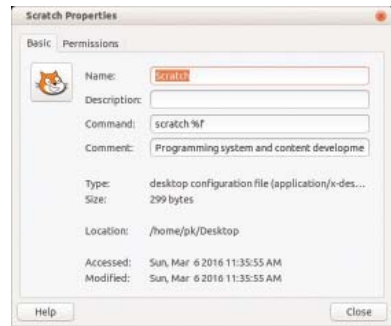 Scratch Properties
Basic Permissions
Name: Scratch
Description:
Command: scratch %f
Comment: Programming system and content developme
Type: desktop configuration file (application/x-des...
Size: 299 bytes
Location: /home/pk/Desktop
Accessed: Sun, Mar 6 2016 11:35:55 AM
Modified: Sun, Mar 6 2016 11:35:55 AM
Help Close